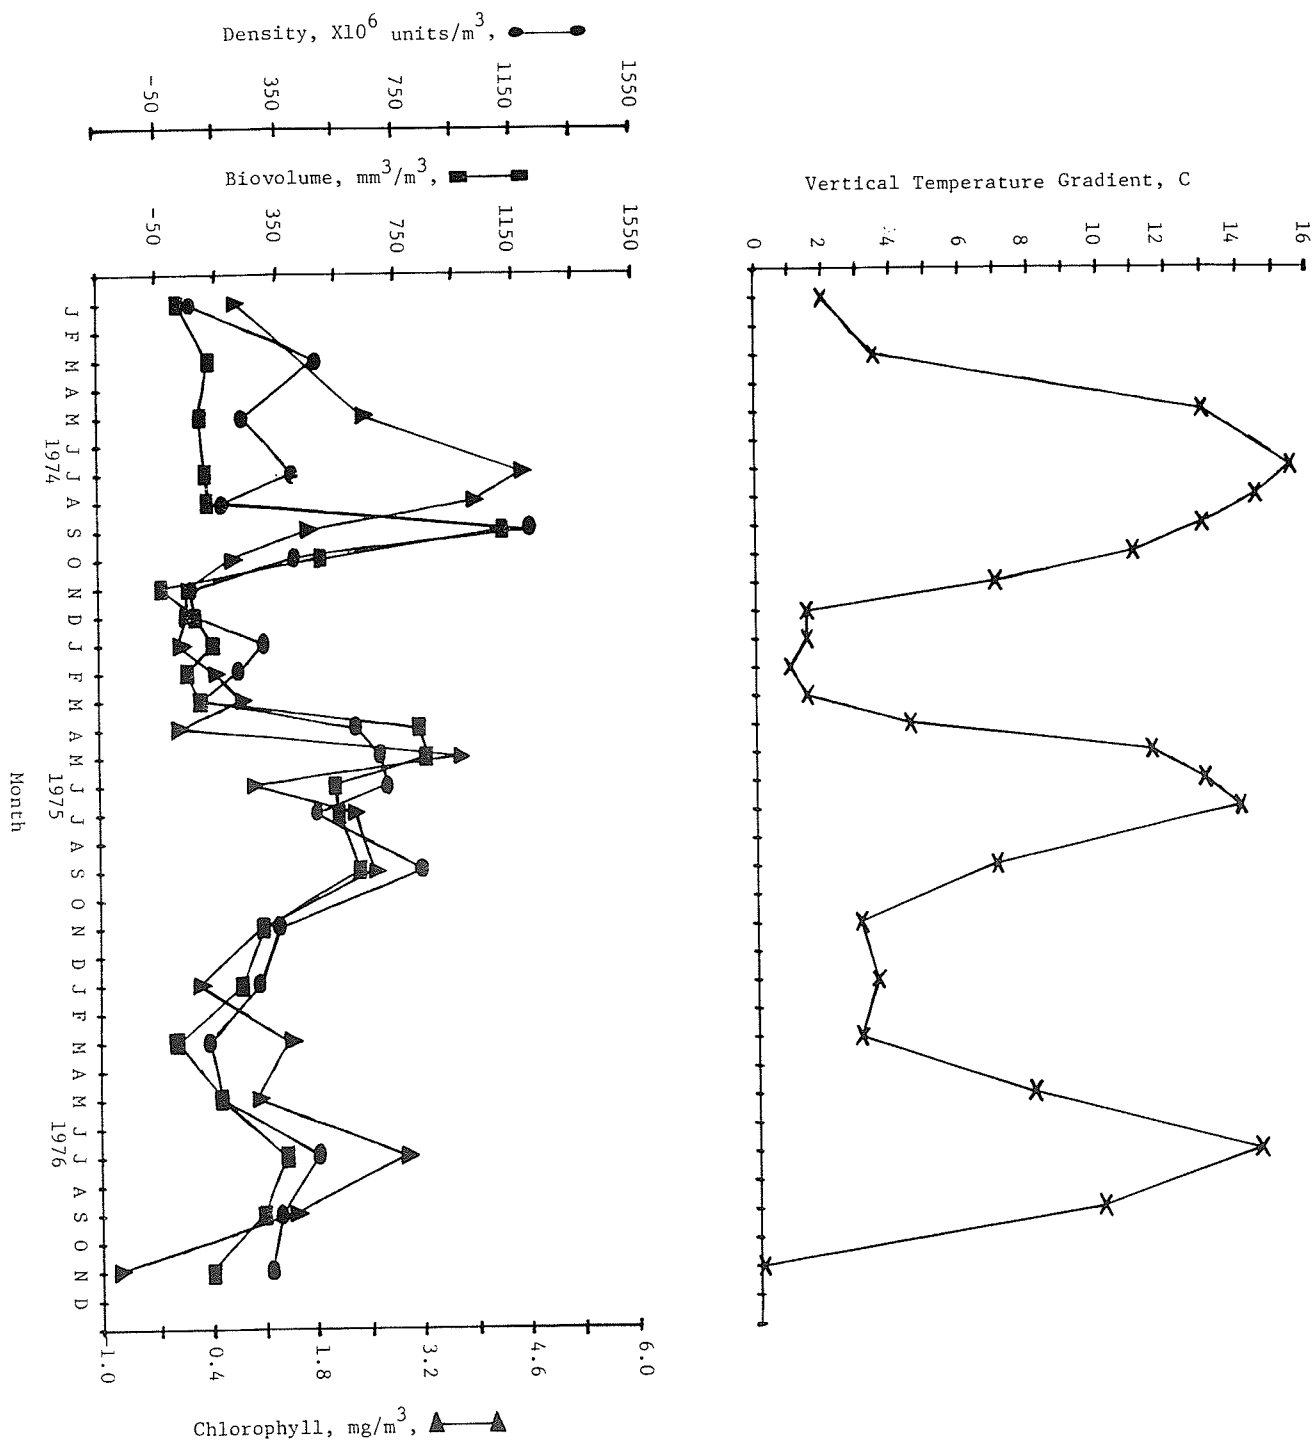 Density, X10^6 units/m^3,
-50 350 750 1150 1550
Biovolume, mm^3/m^3,
-50 350 750 1150 1550
Vertical Temperature Gradient, C
0 2 4 6 8 10 12 14 16
J F M A M J J A S O N D J F M A M J J A S O N D J F M A M J J A S O N D
1974 1975 1976
Month
-1.0 0.4 1.8 3.2 4.6 6.0
Chlorophyll, mg/m^3,